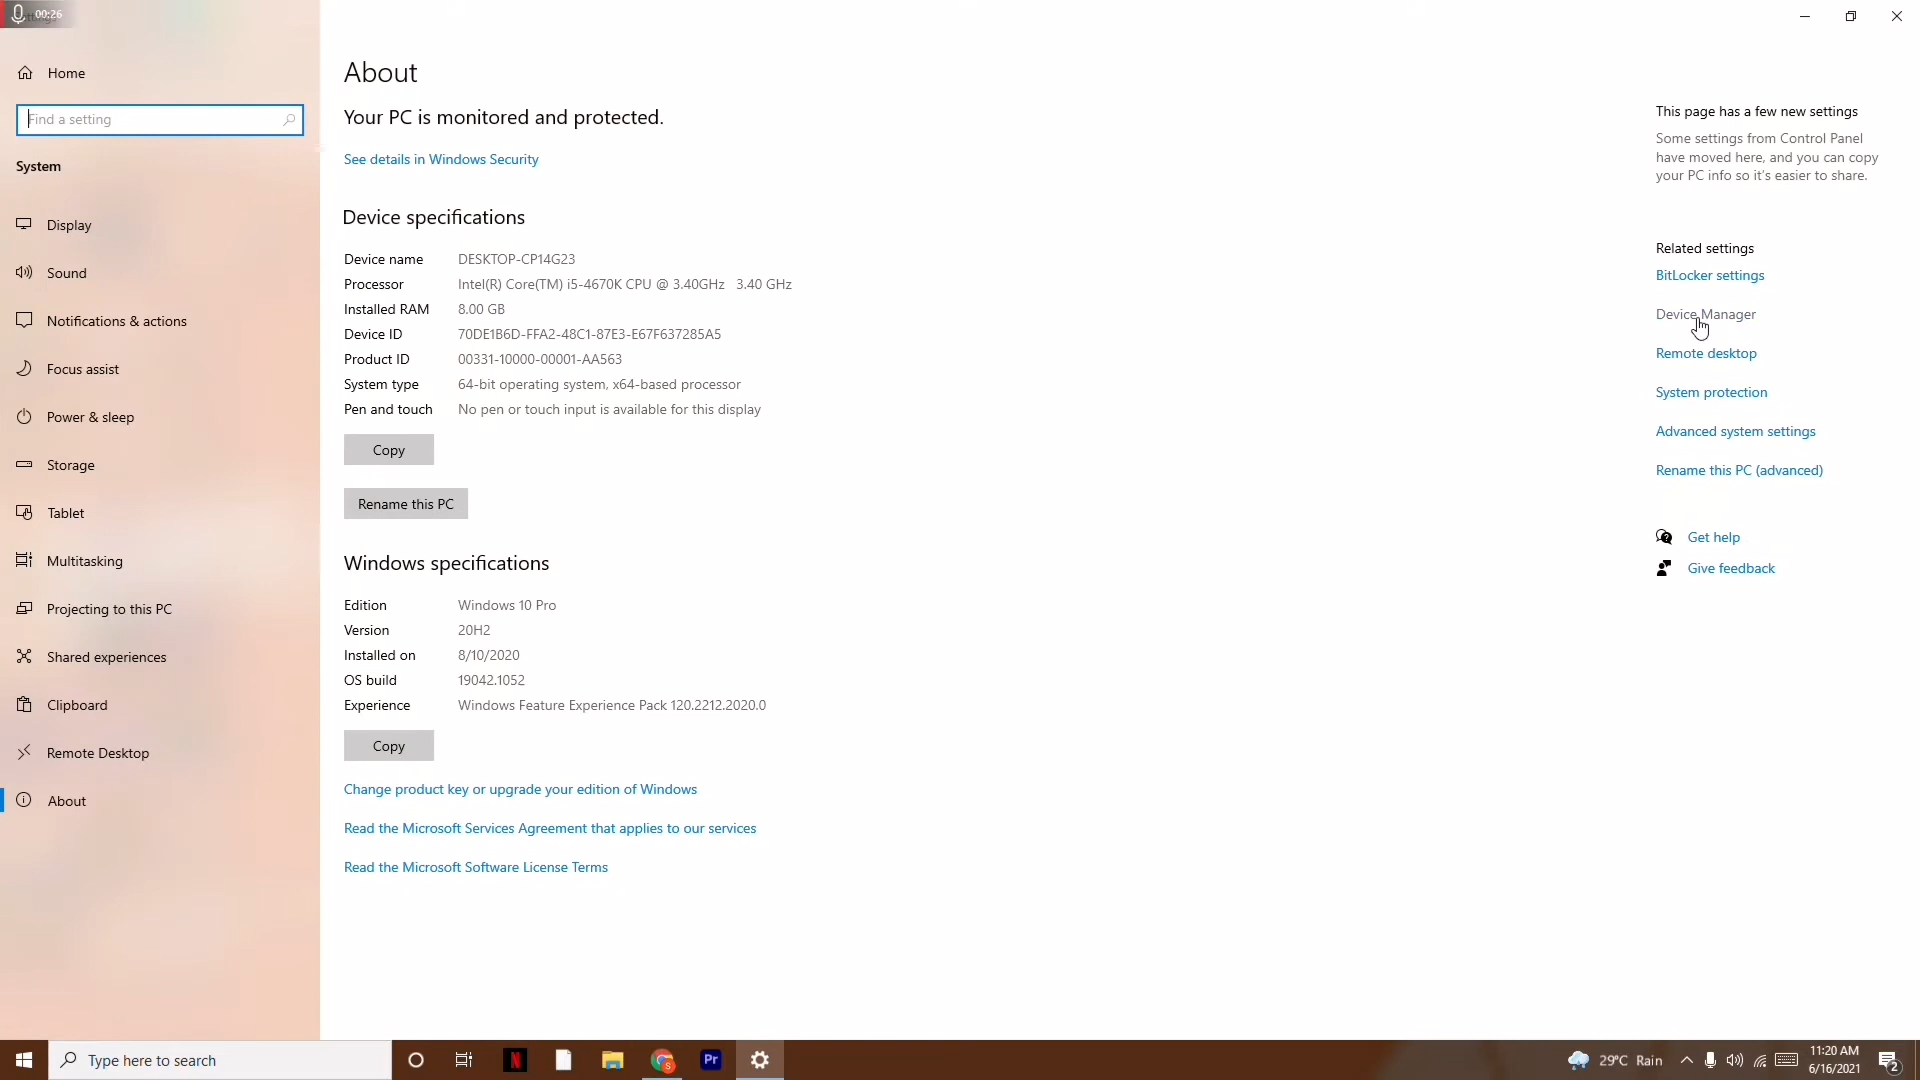 00:26
Home
Find a setting
System
Display
Sound
Notifications & actions
Focus assist
Power & sleep
Storage
Tablet
Multitasking
Projecting to this PC
Shared experiences
Clipboard
Remote Desktop
About
About
Your PC is monitored and protected.
See details in Windows Security
Device specifications
Device name DESKTOP-CP14G23
Processor Intel(R) Core(TM) i5-4670K CPU @ 3.40GHz 3.40 GHz
Installed RAM 8.00 GB
Device ID 70DE1B6D-FFA2-48C1-87E3-E67F637285A5
Product ID 00331-10000-00001-AA563
System type 64-bit operating system, x64-based processor
Pen and touch No pen or touch input is available for this display
Copy
Rename this PC
Windows specifications
Edition Windows 10 Pro
Version 20H2
Installed on 8/10/2020
OS build 19042.1052
Experience Windows Feature Experience Pack 120.2212.2020.0
Copy
Change product key or upgrade your edition of Windows
Read the Microsoft Services Agreement that applies to our services
Read the Microsoft Software License Terms
This page has a few new settings
Some settings from Control Panel
have moved here, and you can copy
your PC info so it's easier to share.
Related settings
BitLocker settings
Device Manager
Remote desktop
System protection
Advanced system settings
Rename this PC (advanced)
Get help
Give feedback
Type here to search
N
S
Pr
29°C Rain
11:20 AM
6/16/2021
2